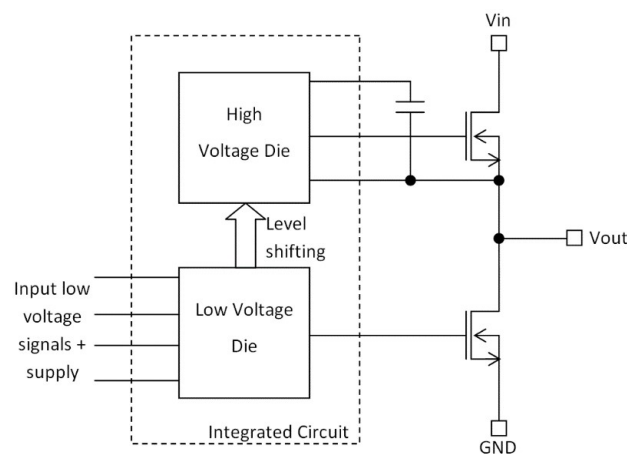 Vin
High
Voltage Die
Level
shifting
Vout
Input low
voltage
signals +
supply
Low Voltage
Die
Integrated Circuit
GND